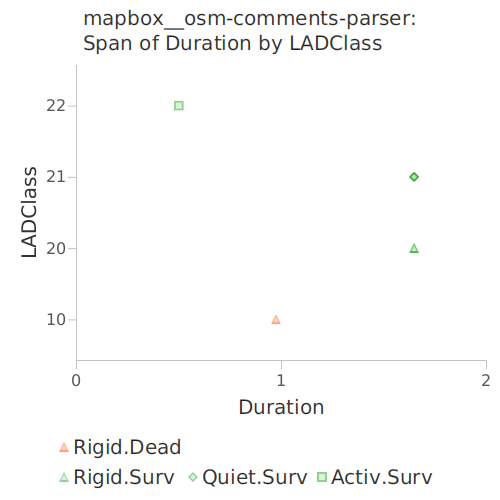 mapbox__osm-comments-parser:
Span of Duration by LADClass
22
21
20
10
LADClass
0 1 2
Duration
Rigid.Dead
Rigid.Surv Quiet.Surv Activ.Surv